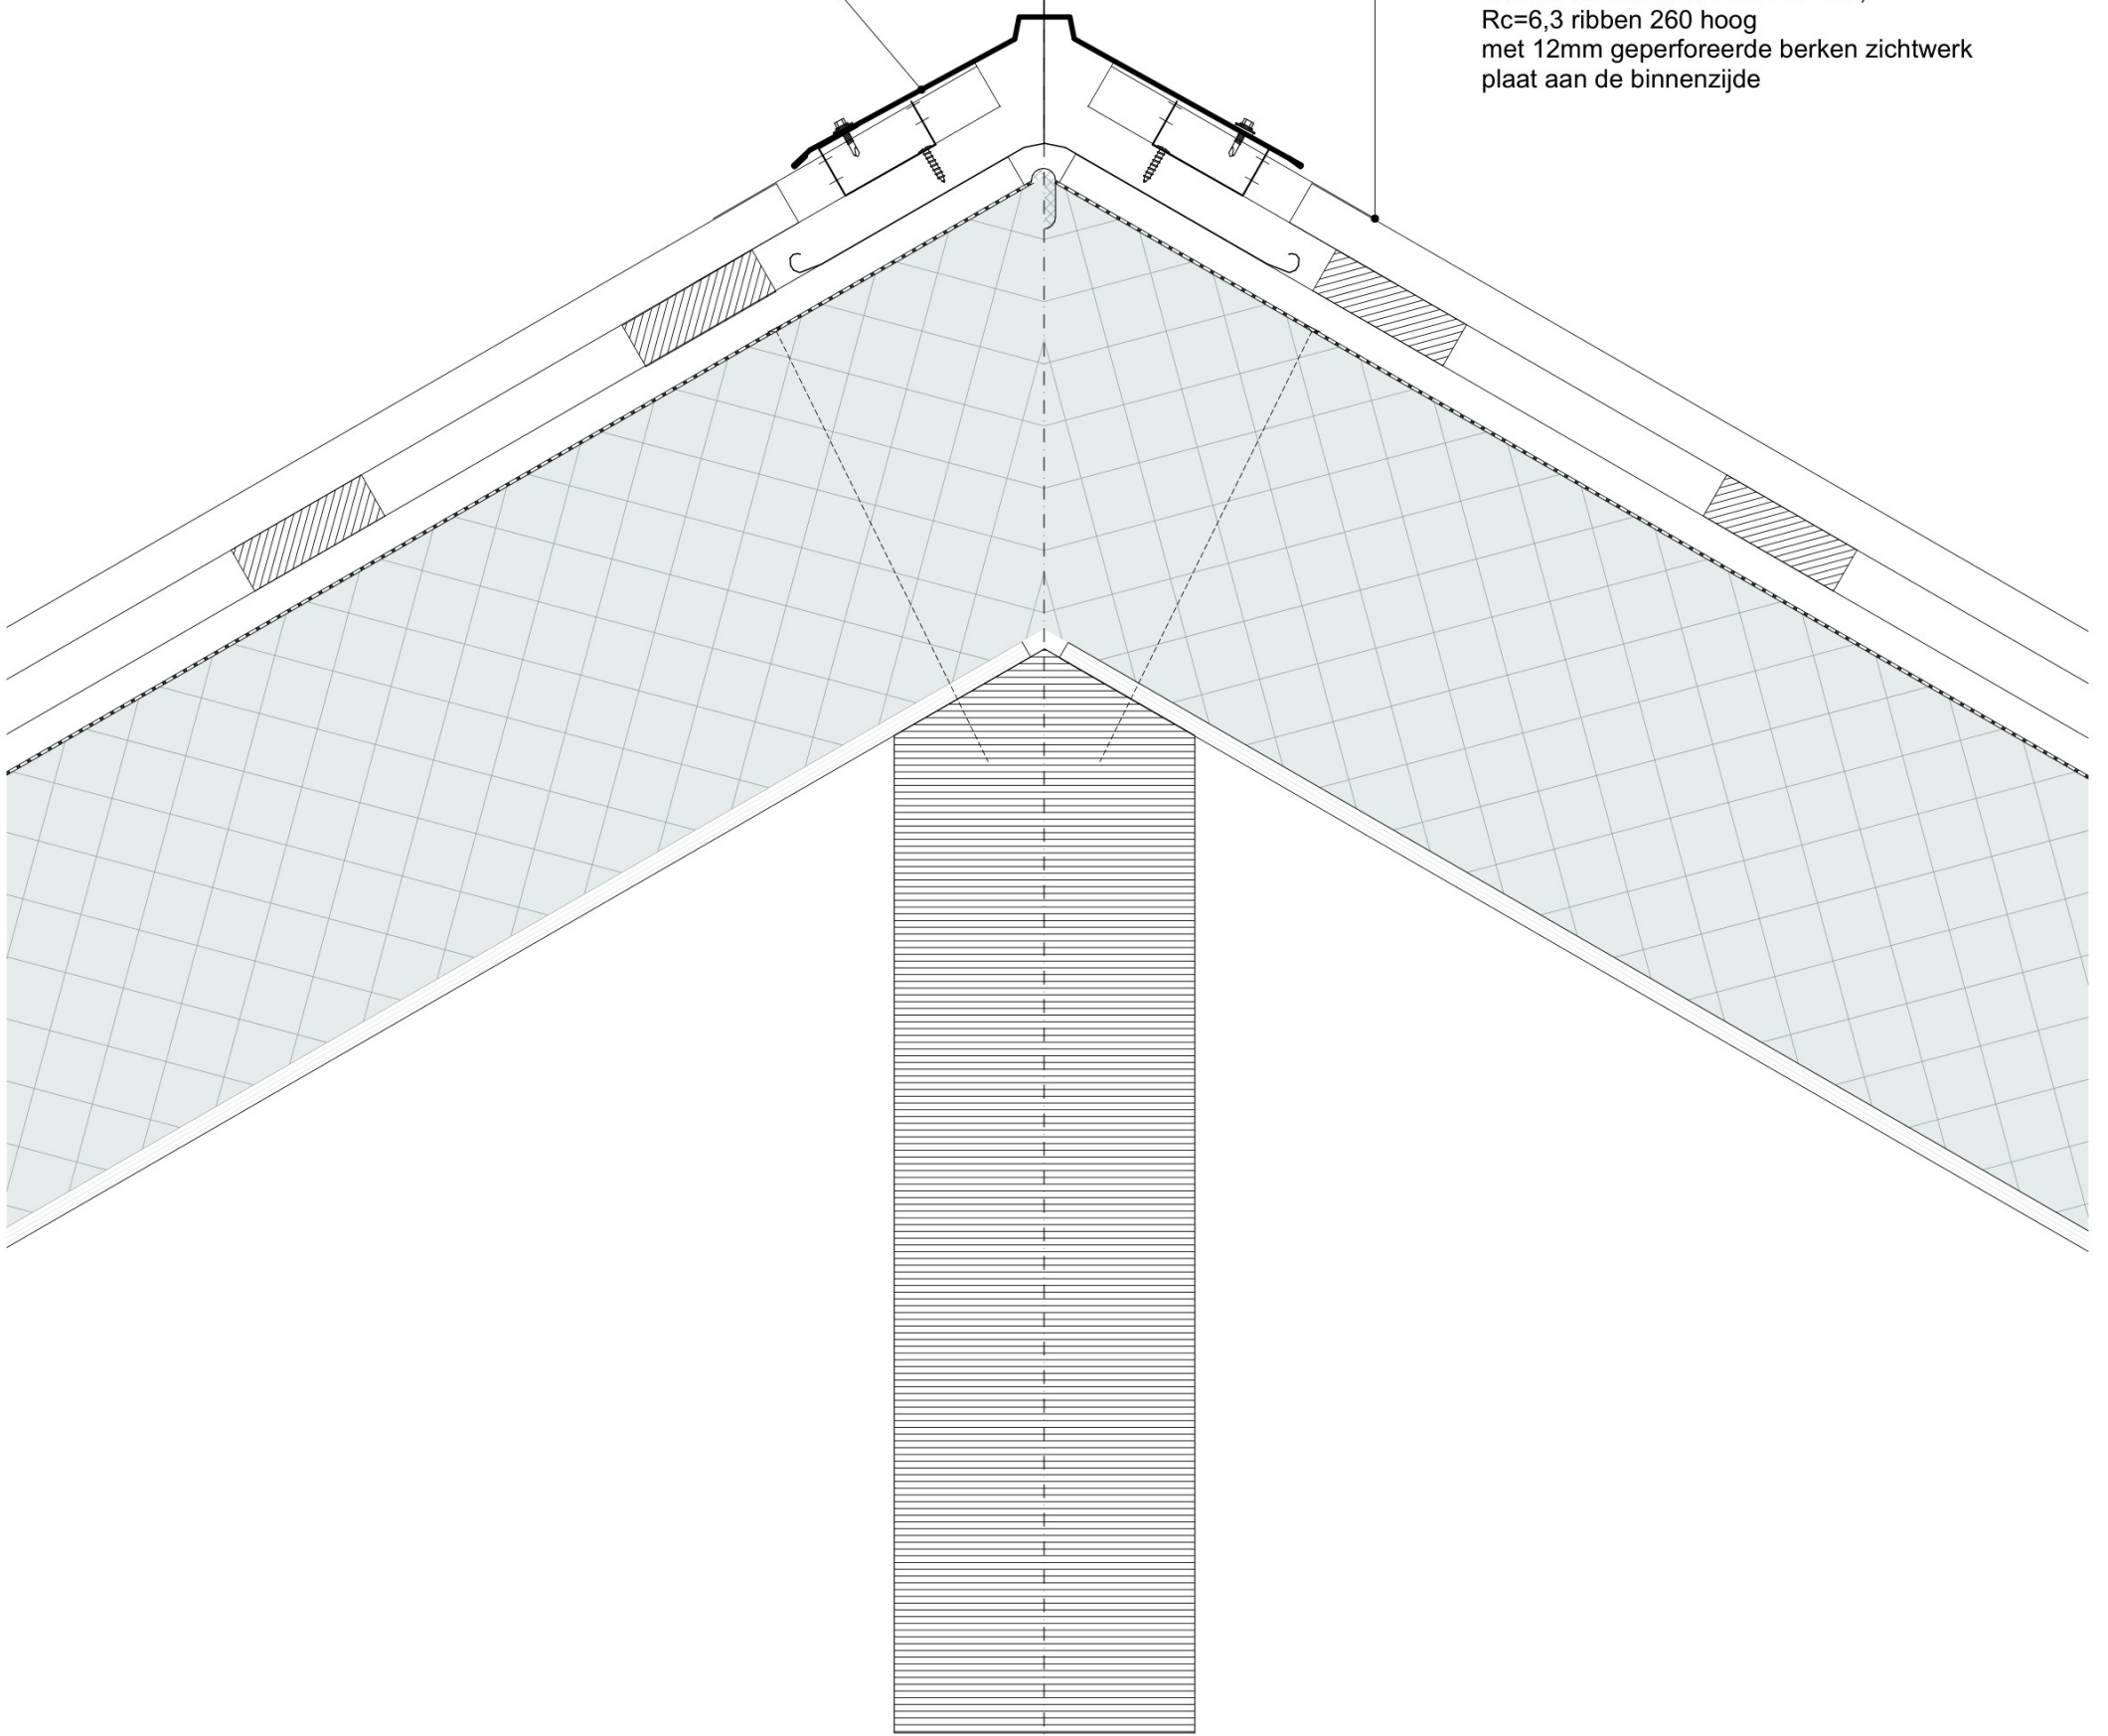 Rc=6,3 ribben 260 hoog
met 12mm geperforeerde berken zichtwerk
plaat aan de binnenzijde